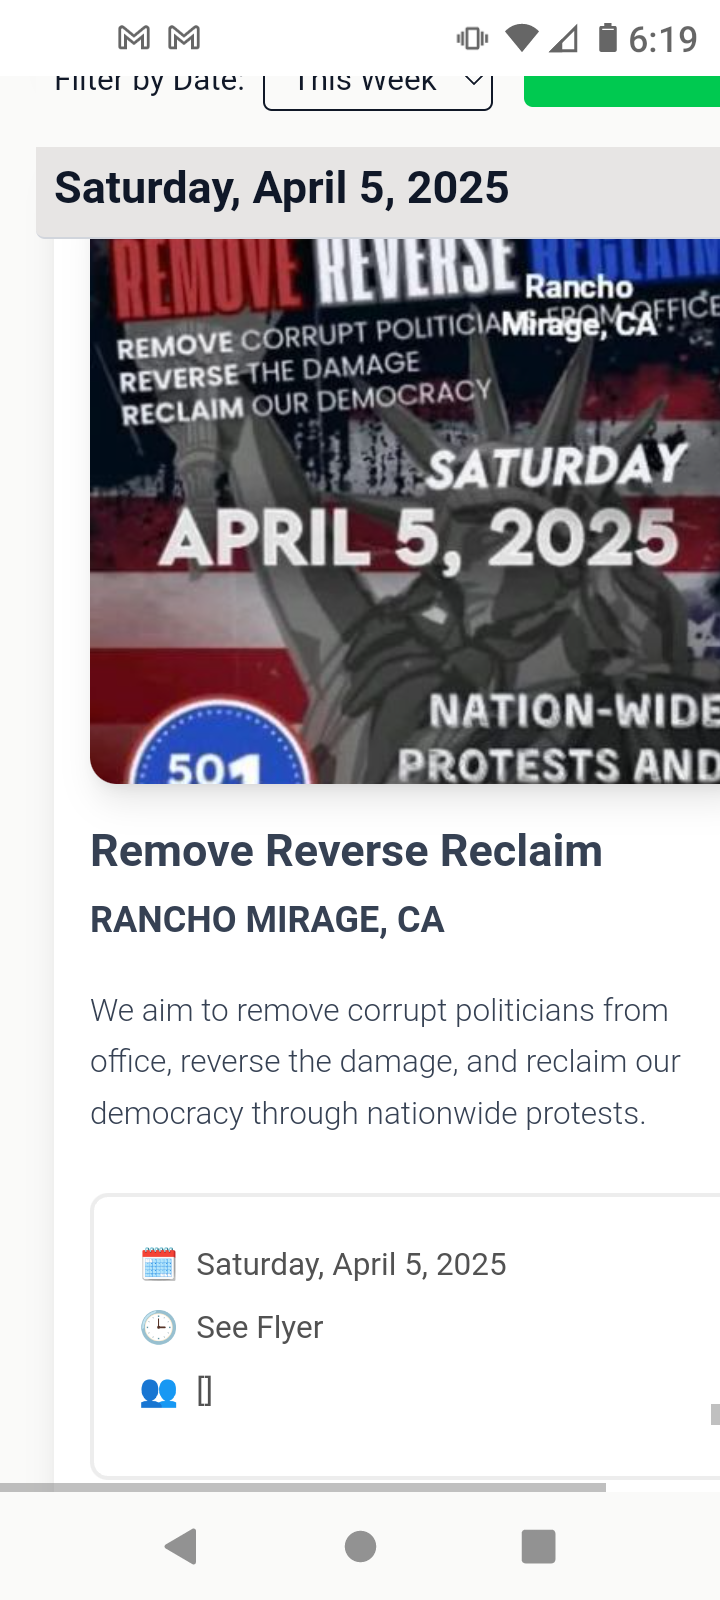 6:19
Filter by Date: This Week
Saturday, April 5, 2025
REMOVE REVERSE RECLAIM
Rancho
Mirage, CA
REMOVE CORRUPT POLITICIANS FROM OFFICE
REVERSE THE DAMAGE
RECLAIM OUR DEMOCRACY
SATURDAY
APRIL 5, 2025
NATION-WIDE
PROTESTS AND
501
Remove Reverse Reclaim
RANCHO MIRAGE, CA
We aim to remove corrupt politicians from
office, reverse the damage, and reclaim our
democracy through nationwide protests.
Saturday, April 5, 2025
See Flyer
[]